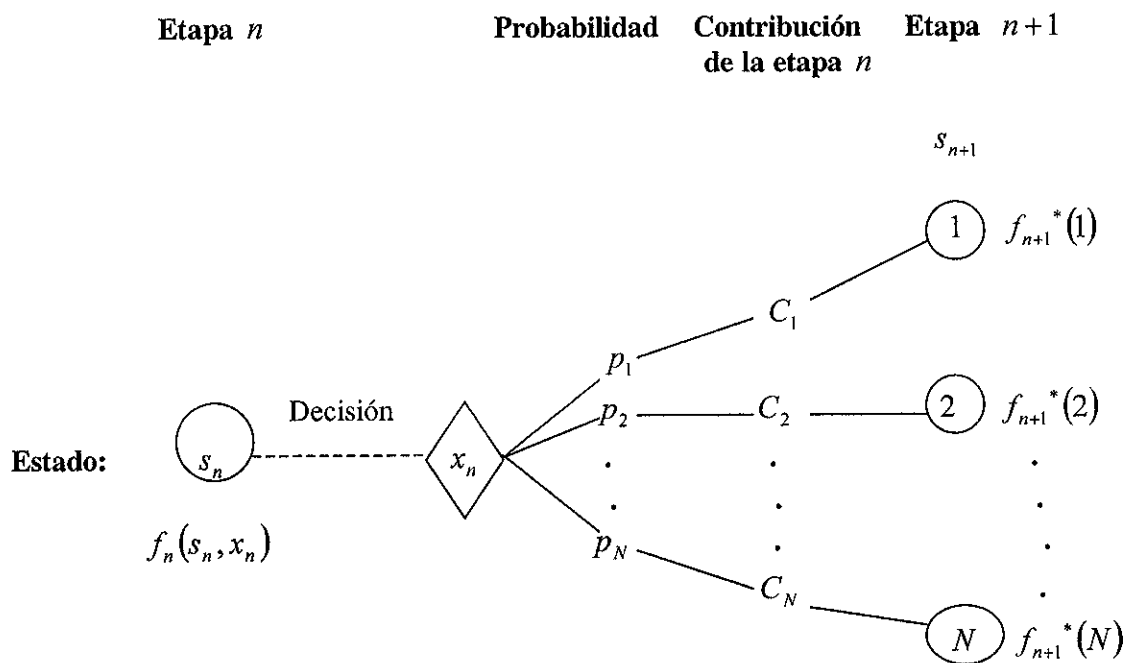 Etapa n Probabilidad Contribución de la etapa n Etapa n+1
s_{n+1}
1 f_{n+1}*(1)
C_1
p_1
Decisión p_2 C_2 2 f_{n+1}*(2)
Estado: s_n x_n . . .
f_n(s_n, x_n) . . .
p_N . .
C_N .
N f_{n+1}*(N)